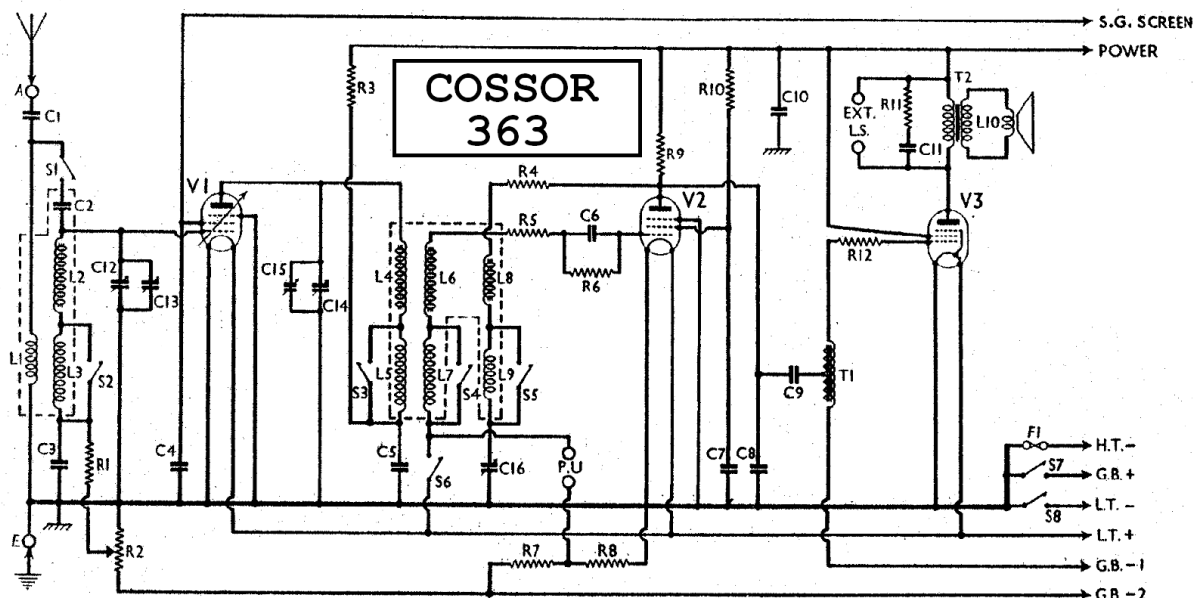 S.G. SCREEN
POWER
COSSOR
363
A
C1
S1
C2
V1
R3
R10
C10
T2
R11
L10
EXT.
L.S.
C11
R4
R9
V2
V3
R5
C6
R6
R12
C12
C13
L2
C15
C14
L4
L6
L8
L1
L3
S2
S3
L5
L7
S4
L9
S5
C9
T1
C3
R1
C4
C5
S6
C16
P.U
C7
C8
F1
H.T.-
S7
G.B.+
L.T.-
S8
E
R2
L.T.+
R7
R8
G.B.-1
G.B.-2